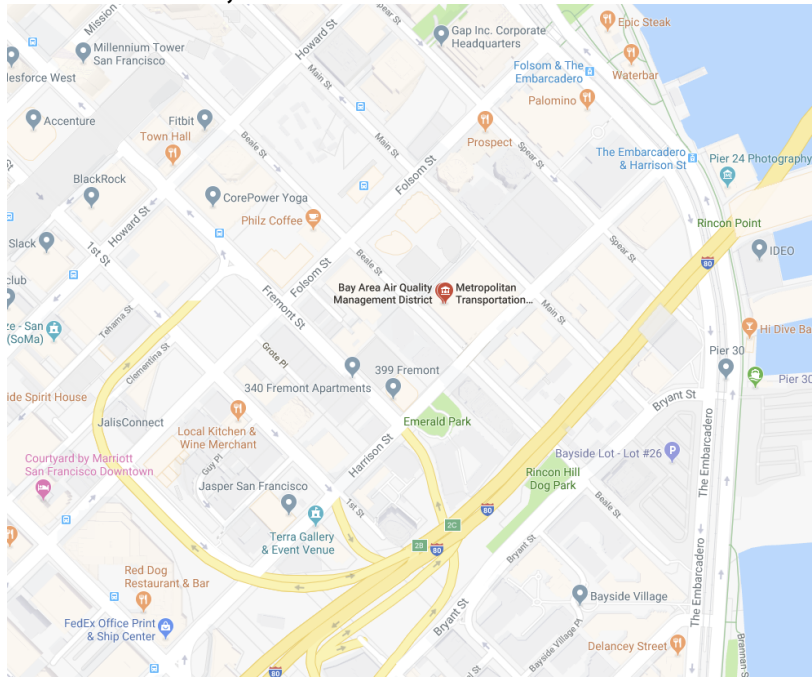 Mission
Howard St
Gap Inc. Corporate
Headquarters
Epic Steak
Millennium Tower
San Francisco
lesforce West
Main St
Folsom & The
Embarcadero
Waterbar
Palomino
Accenture
Fitbit
Town Hall
Beale St
Prospect
Spear St
The Embarcadero
& Harrison St
Pier 24 Photography
Folsom St
Main St
BlackRock
CorePower Yoga
Philz Coffee
Howard St
Rincon Point
Slack
1st St
Beale St
Spear St
IDEO
80
club
Folsom St
Bay Area Air Quality
Management District
Metropolitan
Transportation...
Fremont St
Main St
Tehama St
ze - San
(SoMa)
Hi Dive Ba
Clementina St
Grote Pl
Pier 30
340 Fremont Apartments
399 Fremont
Pier 30
ide Spirit House
Bryant St
JalisConnect
Local Kitchen &
Wine Merchant
Emerald Park
Harrison St
The Embarcadero
Courtyard by Marriott
San Francisco Downtown
Guy Pl
Bayside Lot - Lot #26
Rincon Hill
Dog Park
Jasper San Francisco
1st St
Beale St
80
2C
Terra Gallery
& Event Venue
2B
80
Bryant St
Red Dog
Restaurant & Bar
Bayside Village
The Embarcadero
FedEx Office Print
& Ship Center
Bryant St
Bayside Village Pl
Delancey Street
Brannan S
80